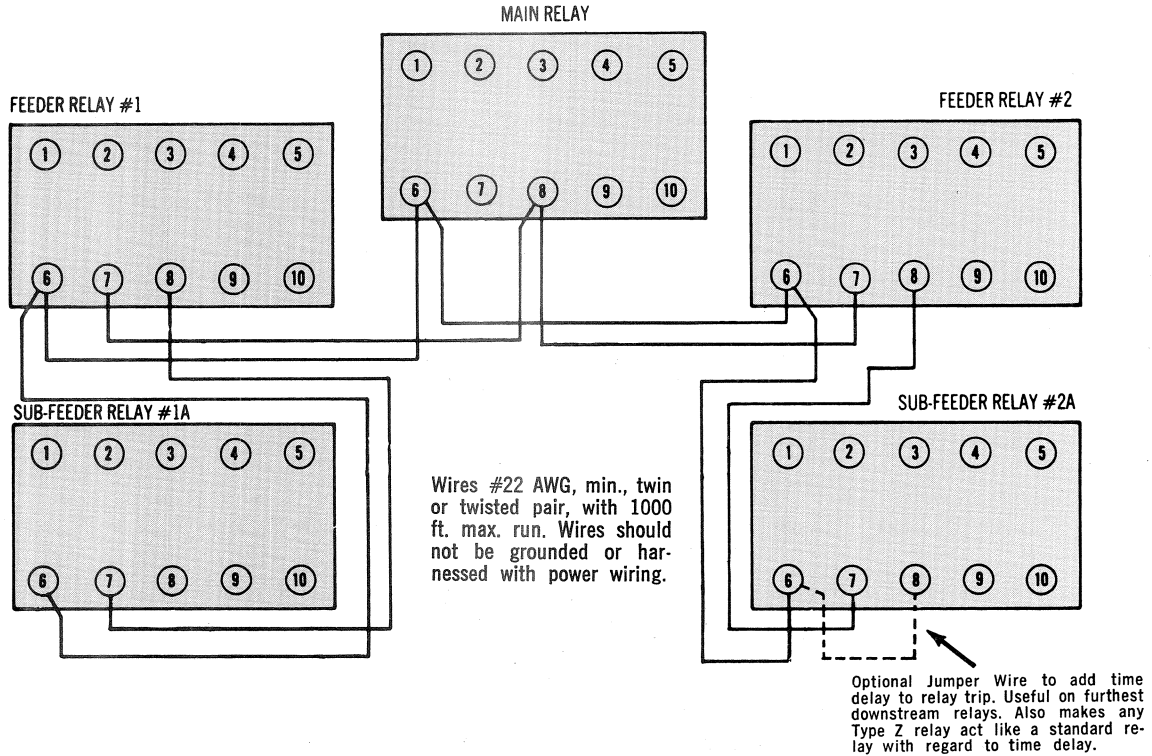 MAIN RELAY
1 2 3 4 5
6 7 8 9 10
FEEDER RELAY #1
1 2 3 4 5
6 7 8 9 10
FEEDER RELAY #2
1 2 3 4 5
6 7 8 9 10
SUB-FEEDER RELAY #1A
1 2 3 4 5
6 7 8 9 10
Wires #22 AWG, min., twin
or twisted pair, with 1000
ft. max. run. Wires should
not be grounded or har-
nessed with power wiring.
SUB-FEEDER RELAY #2A
1 2 3 4 5
6 7 8 9 10
Optional Jumper Wire to add time
delay to relay trip. Useful on furthest
downstream relays. Also makes any
Type Z relay act like a standard re-
lay with regard to time delay.